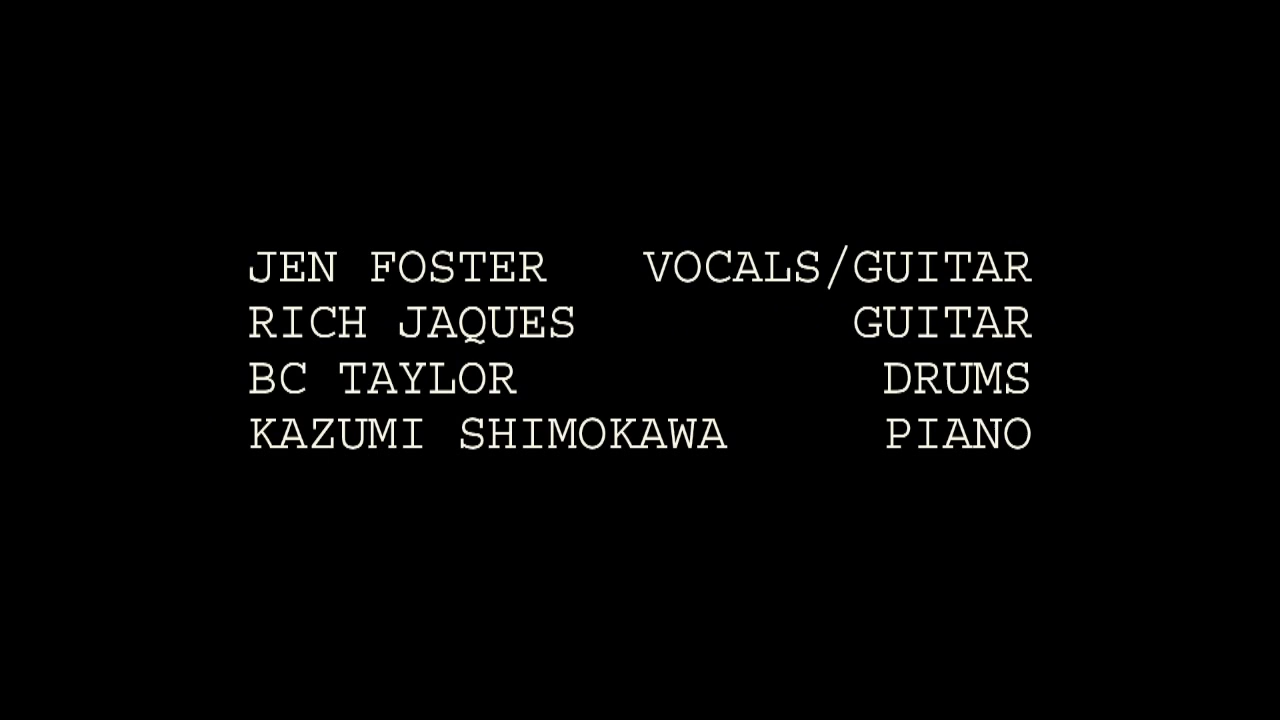 JEN FOSTER VOCALS/GUITAR
RICH JAQUES GUITAR
BC TAYLOR DRUMS
KAZUMI SHIMOKAWA PIANO